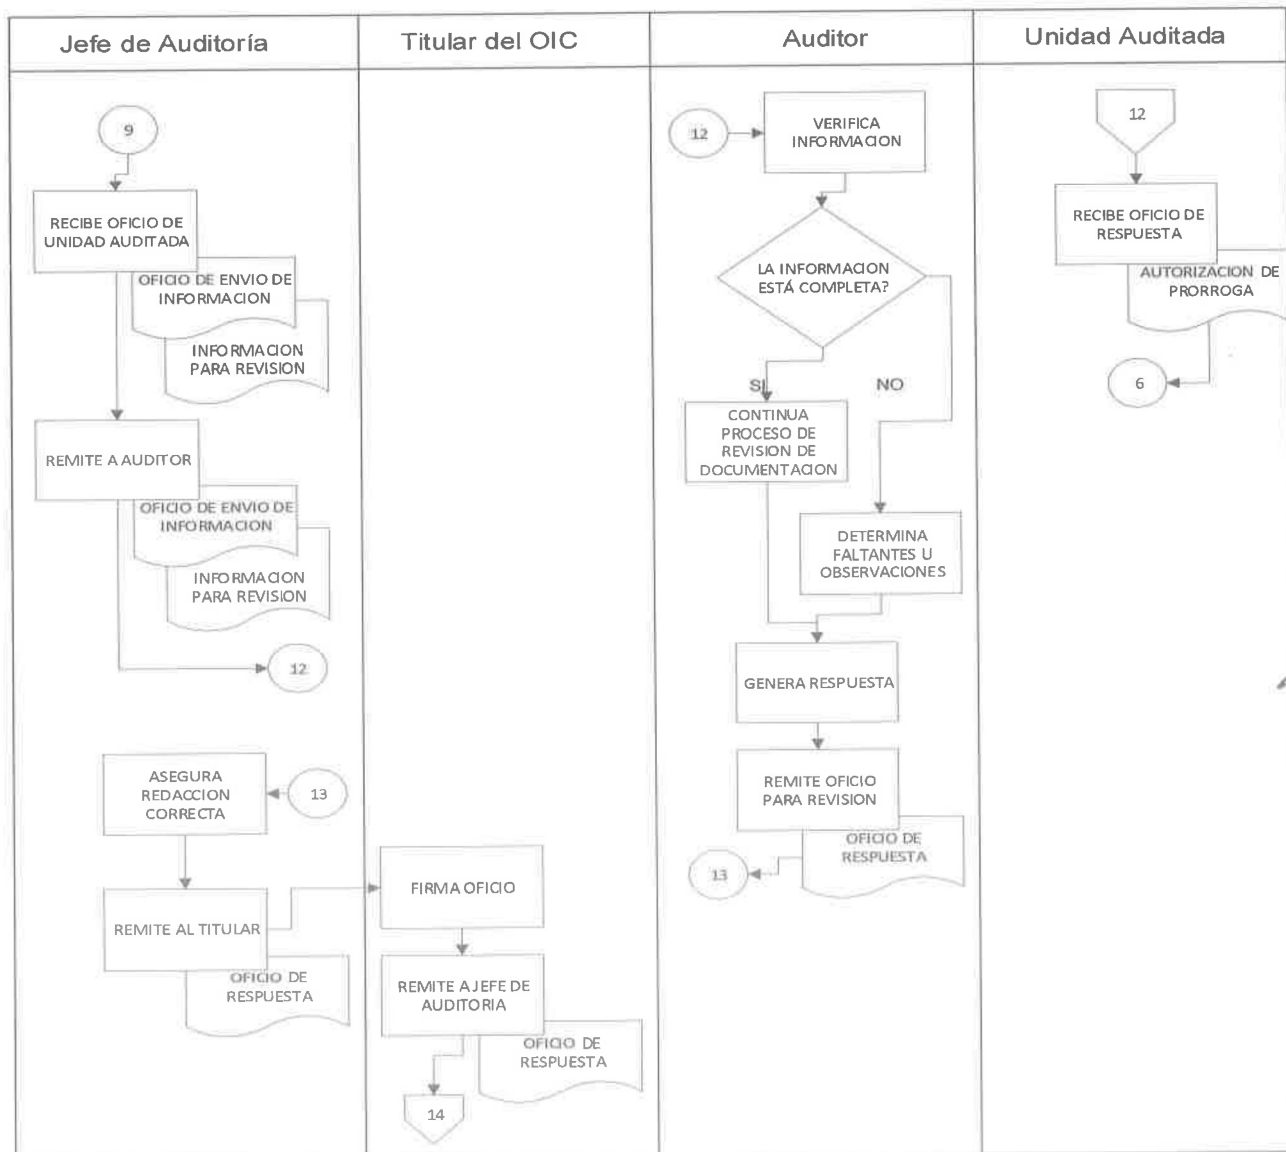 Jefe de Auditoría
Titular del OIC
Auditor
Unidad Auditada
9
RECIBE OFICIO DE
UNIDAD AUDITADA
OFICIO DE ENVIO DE
INFORMACION
INFORMACION
PARA REVISION
REMITE A AUDITOR
OFICIO DE ENVIO DE
INFORMACION
INFORMACION
PARA REVISION
12
13
ASEGURA
REDACCION
CORRECTA
REMITE AL TITULAR
OFICIO DE
RESPUESTA
FIRMA OFICIO
REMITE A JEFE DE
AUDITORIA
OFICIO DE
RESPUESTA
14
12
VERIFICA
INFORMACION
LA INFORMACION
ESTÁ COMPLETA?
SI
NO
CONTINUA
PROCESO DE
REVISION DE
DOCUMENTACION
DETERMINA
FALTANTES U
OBSERVACIONES
GENERA RESPUESTA
REMITE OFICIO
PARA REVISION
OFICIO DE
RESPUESTA
13
12
RECIBE OFICIO DE
RESPUESTA
AUTORIZACION DE
PRORROGA
6